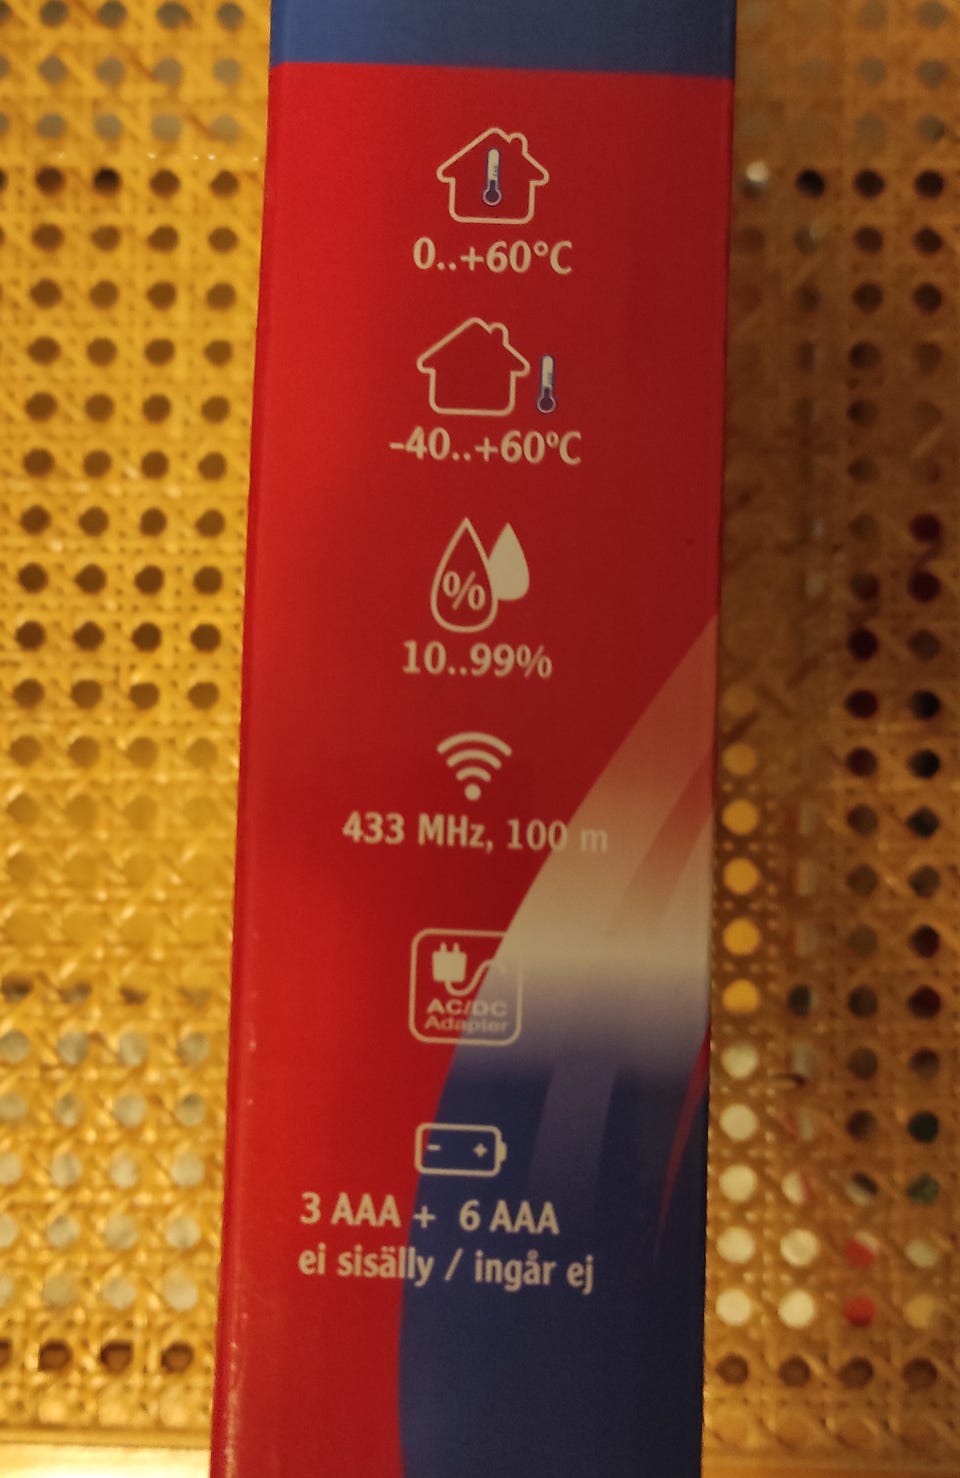 0..+60°C
-40..+60°C
%
10..99%
433 MHz, 100 m
AC/DC
Adapter
- +
3 AAA + 6 AAA
ei sisälly / ingår ej